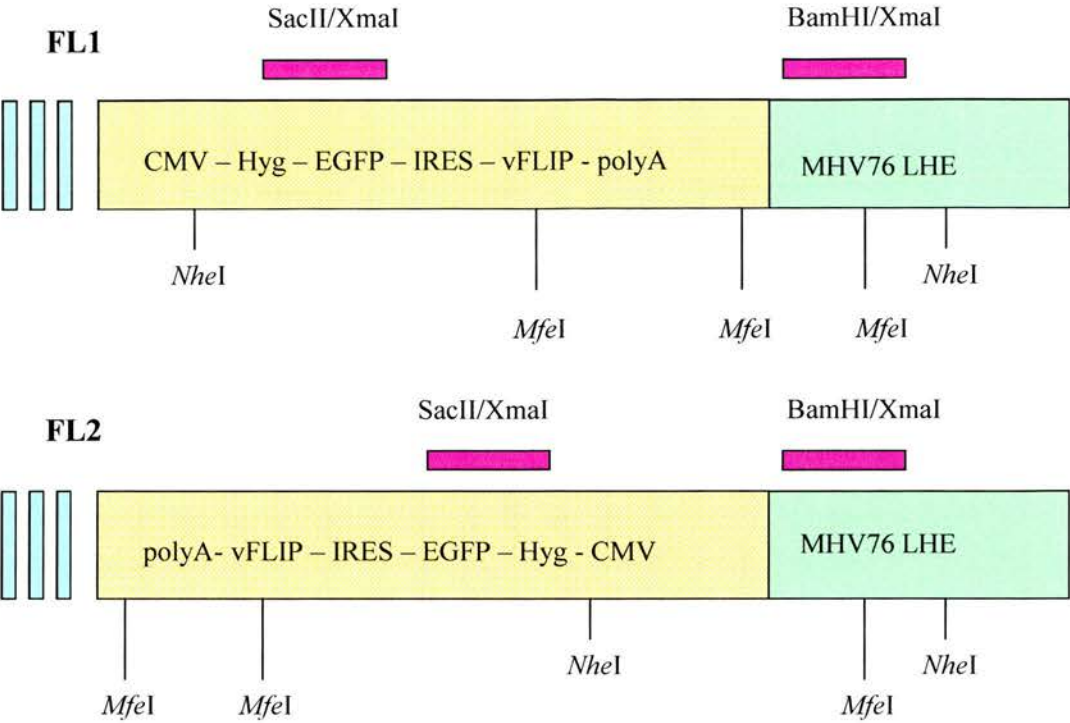 SacII/XmaI BamHI/XmaI
FL1
CMV – Hyg – EGFP – IRES – vFLIP - polyA MHV76 LHE
NheI NheI
MfeI MfeI MfeI
SacII/XmaI BamHI/XmaI
FL2
polyA- vFLIP – IRES – EGFP – Hyg - CMV MHV76 LHE
NheI NheI
MfeI MfeI MfeI